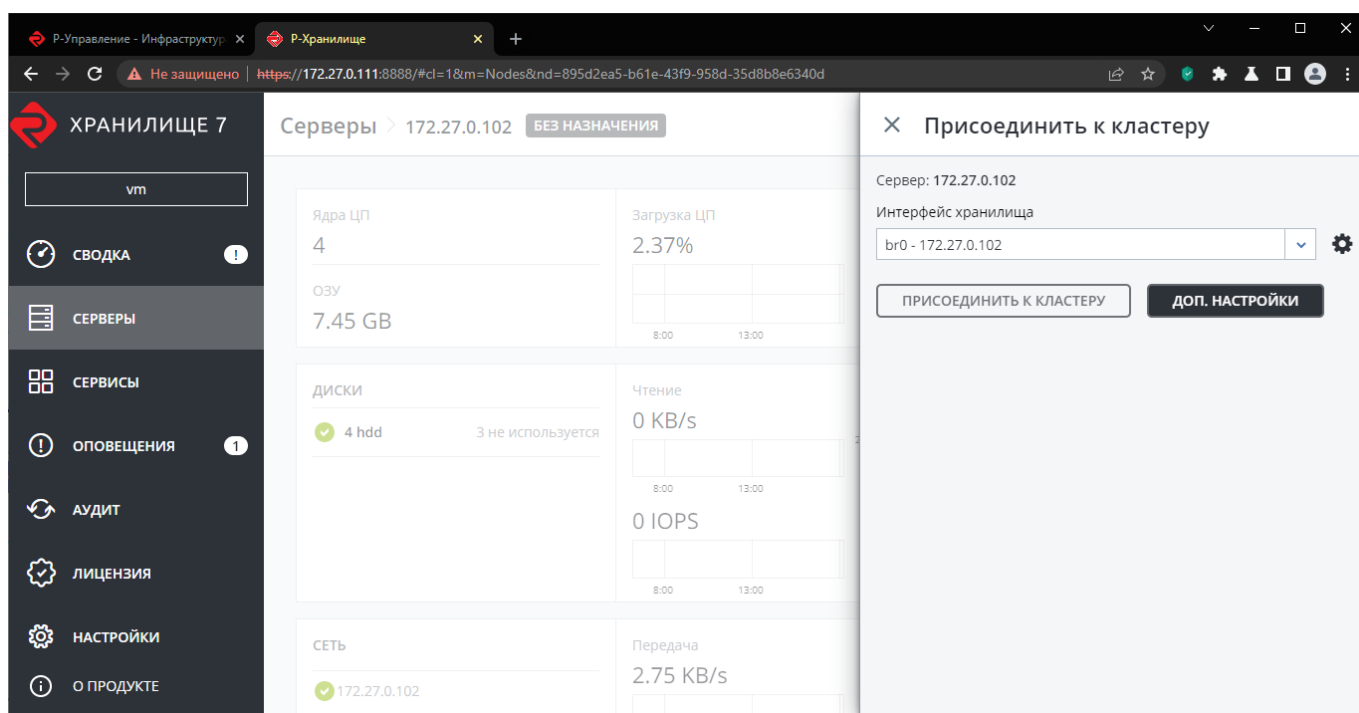 Р-Управление - Инфраструктур
Р-Хранилище
Не защищено
https://172.27.0.111:8888/#cl=1&m=Nodes&nd=895d2ea5-b61e-43f9-958d-35d8b8e6340d
ХРАНИЛИЩЕ 7
vm
СВОДКА
!
СЕРВЕРЫ
СЕРВИСЫ
ОПОВЕЩЕНИЯ
1
АУДИТ
ЛИЦЕНЗИЯ
НАСТРОЙКИ
О ПРОДУКТЕ
Серверы > 172.27.0.102 БЕЗ НАЗНАЧЕНИЯ
Ядра ЦП
4
ОЗУ
7.45 GB
Загрузка ЦП
2.37%
8:00 13:00
ДИСКИ
4 hdd 3 не используется
Чтение
0 KB/s
8:00 13:00
0 IOPS
8:00 13:00
СЕТЬ
172.27.0.102
Передача
2.75 KB/s
Присоединить к кластеру
Сервер: 172.27.0.102
Интерфейс хранилища
br0 - 172.27.0.102
ПРИСОЕДИНИТЬ К КЛАСТЕРУ
ДОП. НАСТРОЙКИ